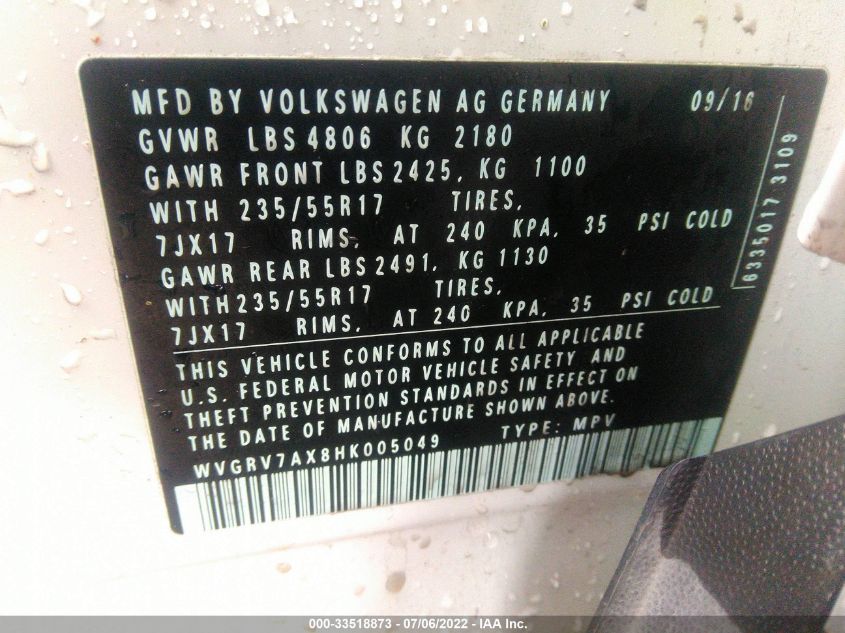 MFD BY VOLKSWAGEN AG GERMANY 09/16
GVWR LBS 4806 KG 2180
GAWR FRONT LBS 2425, KG 1100
WITH 235/55R17 TIRES,
7JX17 RIMS, AT 240 KPA, 35 PSI COLD
GAWR REAR LBS 2491, KG 1130
WITH 235/55R17 TIRES,
7JX17 RIMS, AT 240 KPA, 35 PSI COLD
THIS VEHICLE CONFORMS TO ALL APPLICABLE
U.S. FEDERAL MOTOR VEHICLE SAFETY AND
THEFT PREVENTION STANDARDS IN EFFECT ON
THE DATE OF MANUFACTURE SHOWN ABOVE.
WVGRV7AX8HK005049 TYPE: MPV
6335017 3109
000-33518873 - 07/06/2022 - IAA Inc.